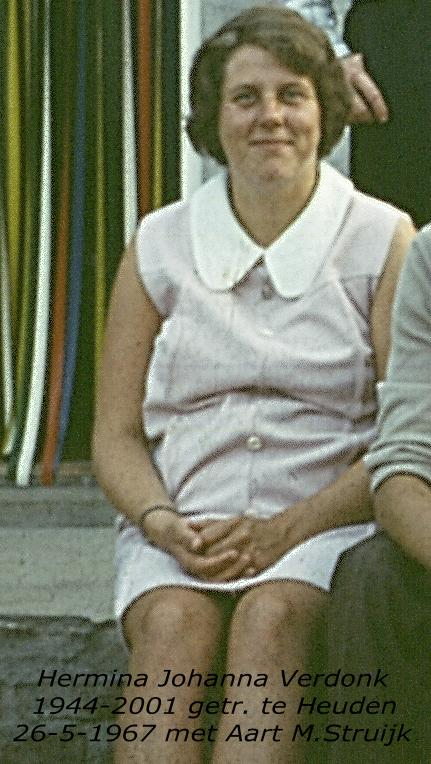 Hermina Johanna Verdonk
1944-2001 getr. te Heuden
26-5-1967 met Aart M.Struijk